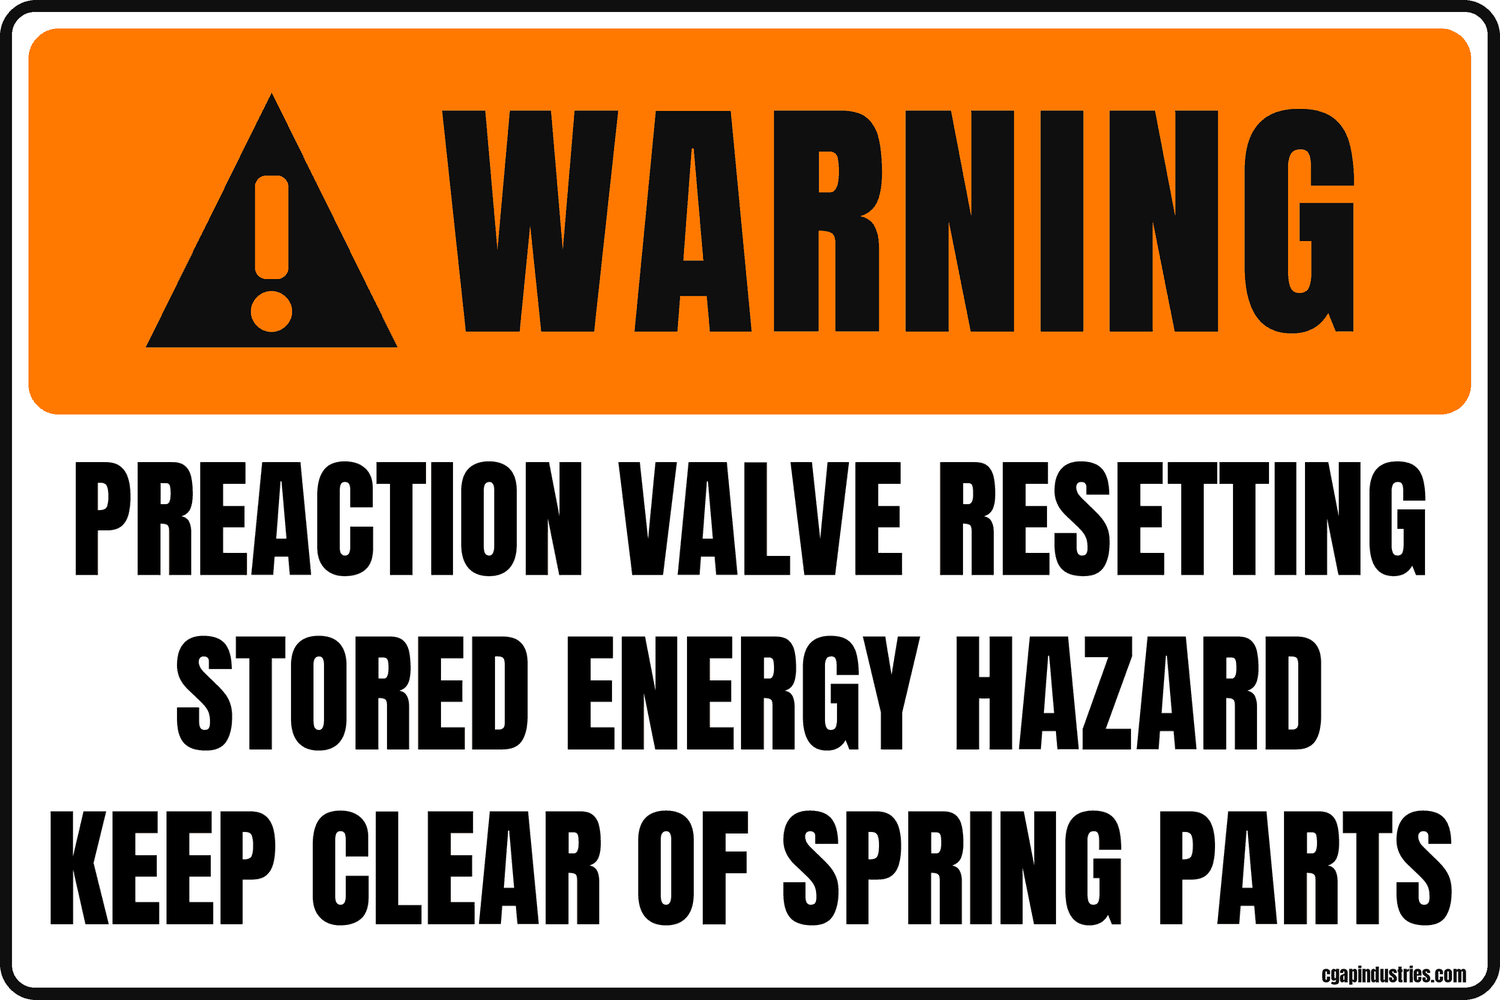 WARNING
PREACTION VALVE RESETTING
STORED ENERGY HAZARD
KEEP CLEAR OF SPRING PARTS
cgapindustries.com